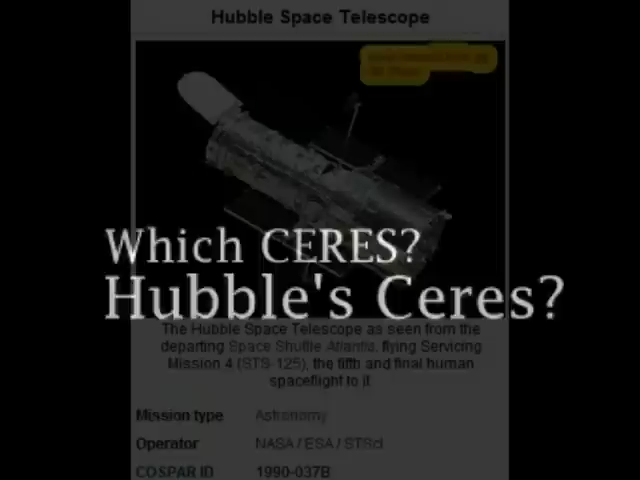 Hubble Space Telescope
Which CERES?
Hubble's Ceres?
The Hubble Space Telescope as seen from the
departing Space Shuttle Atlantis, flying Servicing
Mission 4 (STS-125), the fifth and final human
spaceflight to it
Mission type Astronomy
Operator NASA / ESA / STScI
COSPAR ID 1990-037B